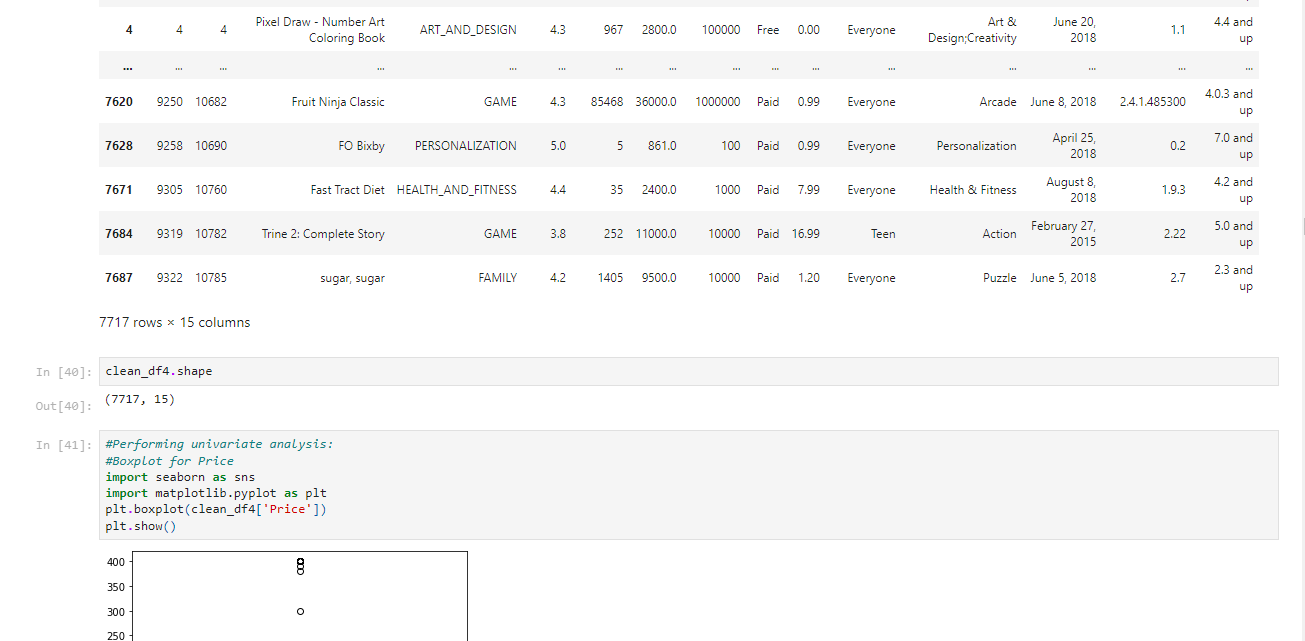 4 4 4 Pixel Draw - Number Art Coloring Book ART_AND_DESIGN 4.3 967 2800.0 100000 Free 0.00 Everyone Art & Design;Creativity June 20, 2018 1.1 4.4 and up
... ... ... ... ... ... ... ... ... ... ... ... ... ... ... ...
7620 9250 10682 Fruit Ninja Classic GAME 4.3 85468 36000.0 1000000 Paid 0.99 Everyone Arcade June 8, 2018 2.4.1.485300 4.0.3 and up
7628 9258 10690 FO Bixby PERSONALIZATION 5.0 5 861.0 100 Paid 0.99 Everyone Personalization April 25, 2018 0.2 7.0 and up
7671 9305 10760 Fast Tract Diet HEALTH_AND_FITNESS 4.4 35 2400.0 1000 Paid 7.99 Everyone Health & Fitness August 8, 2018 1.9.3 4.2 and up
7684 9319 10782 Trine 2: Complete Story GAME 3.8 252 11000.0 10000 Paid 16.99 Teen Action February 27, 2015 2.22 5.0 and up
7687 9322 10785 sugar, sugar FAMILY 4.2 1405 9500.0 10000 Paid 1.20 Everyone Puzzle June 5, 2018 2.7 2.3 and up
7717 rows × 15 columns
In [40]: clean_df4.shape
Out[40]: (7717, 15)
In [41]: #Performing univariate analysis:
#Boxplot for Price
import seaborn as sns
import matplotlib.pyplot as plt
plt.boxplot(clean_df4['Price'])
plt.show()
400
350
300
250